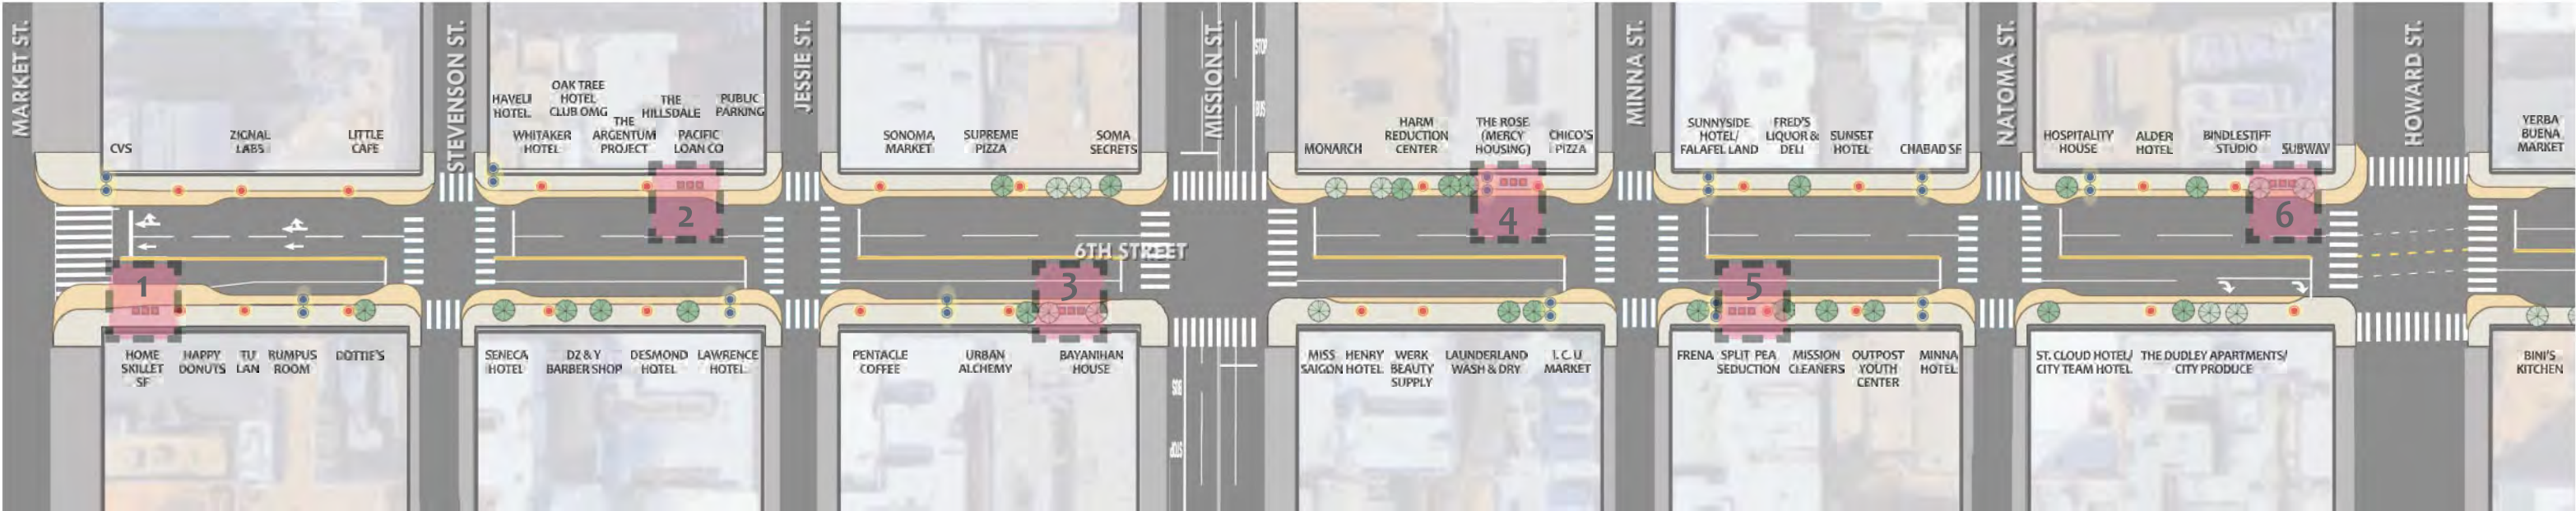 MARKET ST.
STEVENSON ST.
JESSIE ST.
MISSION ST.
MINNA ST.
NATOMA ST.
HOWARD ST.
STOP
BUS
CVS
ZIGNAL
LABS
LITTLE
CAFE
HAVELI
HOTEL
OAK TREE
HOTEL
CLUB OMG
WHITAKER
HOTEL
THE
ARGENTUM
PROJECT
THE
HILLSDALE
PACIFIC
LOAN CO
PUBLIC
PARKING
SONOMA
MARKET
SUPREME
PIZZA
SOMA
SECRETS
MONARCH
HARM
REDUCTION
CENTER
THE ROSE
(MERCY
HOUSING)
CHICO'S
PIZZA
SUNNYSIDE
HOTEL/
FALAFEL LAND
FRED'S
LIQUOR &
DELI
SUNSET
HOTEL
CHABAD SF
HOSPITALITY
HOUSE
ALDER
HOTEL
BINDLESTIFF
STUDIO
SUBWAY
YERBA
BUENA
MARKET
1
2
3
4
5
6
6TH STREET
HOME
SKILLET
SF
HAPPY
DONUTS
TU
LAN
RUMPUS
ROOM
DOTTIE'S
SENECA
HOTEL
DZ & Y
BARBER SHOP
DESMOND
HOTEL
LAWRENCE
HOTEL
PENTACLE
COFFEE
URBAN
ALCHEMY
BAYANIHAN
HOUSE
MISS
SAIGON
HENRY
HOTEL
WERK
BEAUTY
SUPPLY
LAUNDERLAND
WASH & DRY
I. C. U
MARKET
FRENA
SPLIT PEA
SEDUCTION
MISSION
CLEANERS
OUTPOST
YOUTH
CENTER
MINNA
HOTEL
ST. CLOUD HOTEL/
CITY TEAM HOTEL
THE DUDLEY APARTMENTS/
CITY PRODUCE
BINI'S
KITCHEN
BUS
STOP